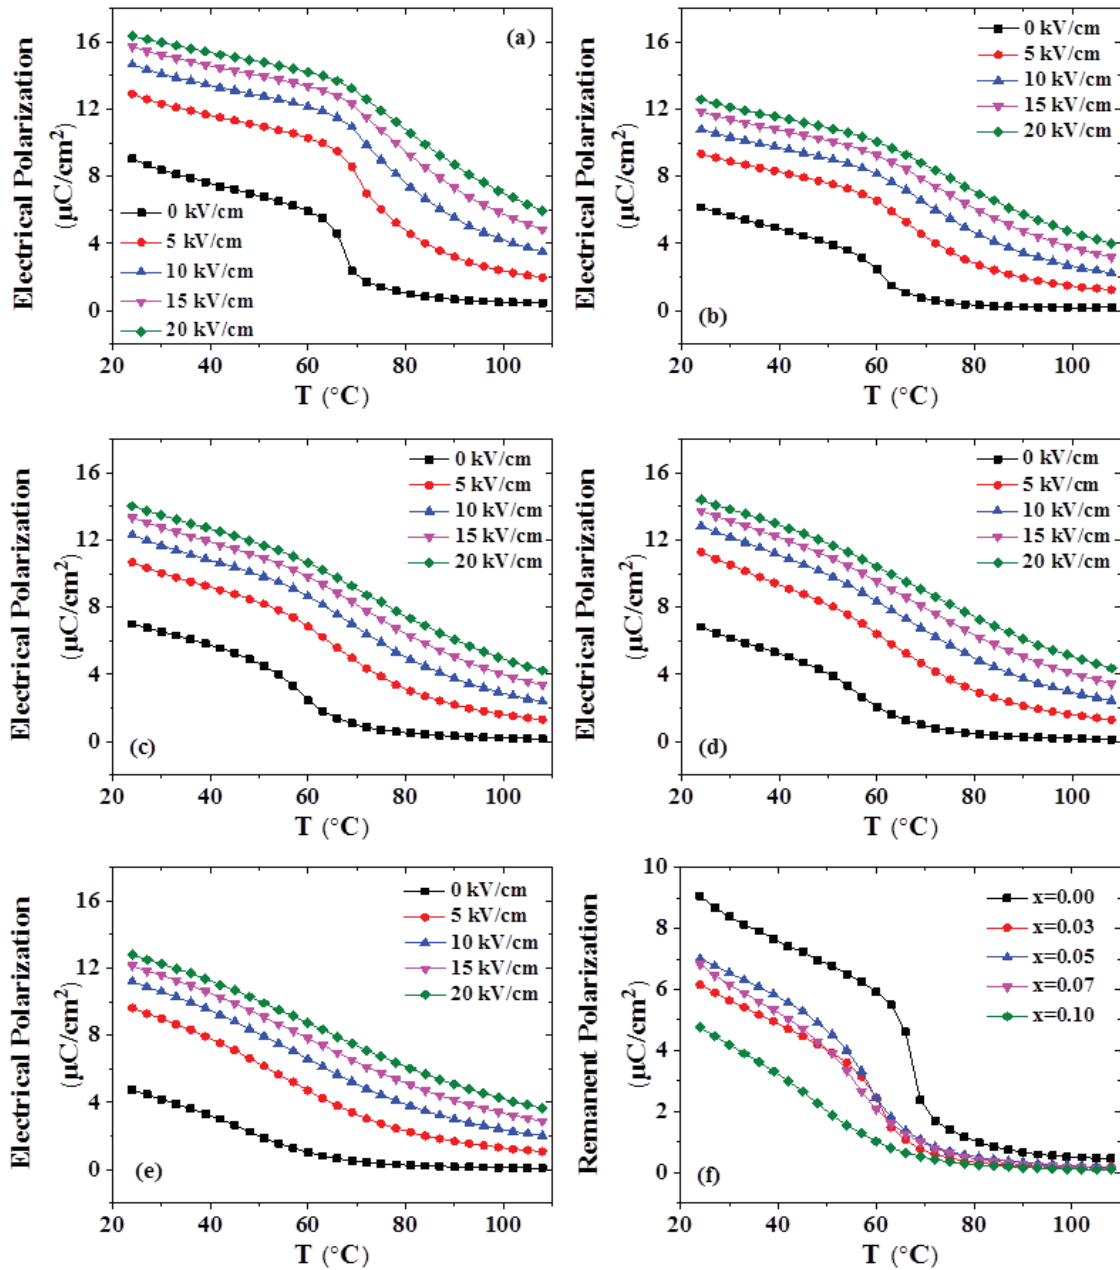 (a)
Electrical Polarization
(μC/cm²)
16
12
8
4
0
0 kV/cm
5 kV/cm
10 kV/cm
15 kV/cm
20 kV/cm
20 40 60 80 100
T (°C)
(b)
Electrical Polarization
(μC/cm²)
16
12
8
4
0
0 kV/cm
5 kV/cm
10 kV/cm
15 kV/cm
20 kV/cm
20 40 60 80 100
T (°C)
Electrical Polarization
(μC/cm²)
16
12
8
4
0
0 kV/cm
5 kV/cm
10 kV/cm
15 kV/cm
20 kV/cm
(c)
20 40 60 80 100
T (°C)
Electrical Polarization
(μC/cm²)
16
12
8
4
0
0 kV/cm
5 kV/cm
10 kV/cm
15 kV/cm
20 kV/cm
(d)
20 40 60 80 100
T (°C)
Electrical Polarization
(μC/cm²)
16
12
8
4
0
0 kV/cm
5 kV/cm
10 kV/cm
15 kV/cm
20 kV/cm
(e)
20 40 60 80 100
T (°C)
Remanent Polarization
(μC/cm²)
10
8
6
4
2
0
x=0.00
x=0.03
x=0.05
x=0.07
x=0.10
(f)
20 40 60 80 100
T (°C)